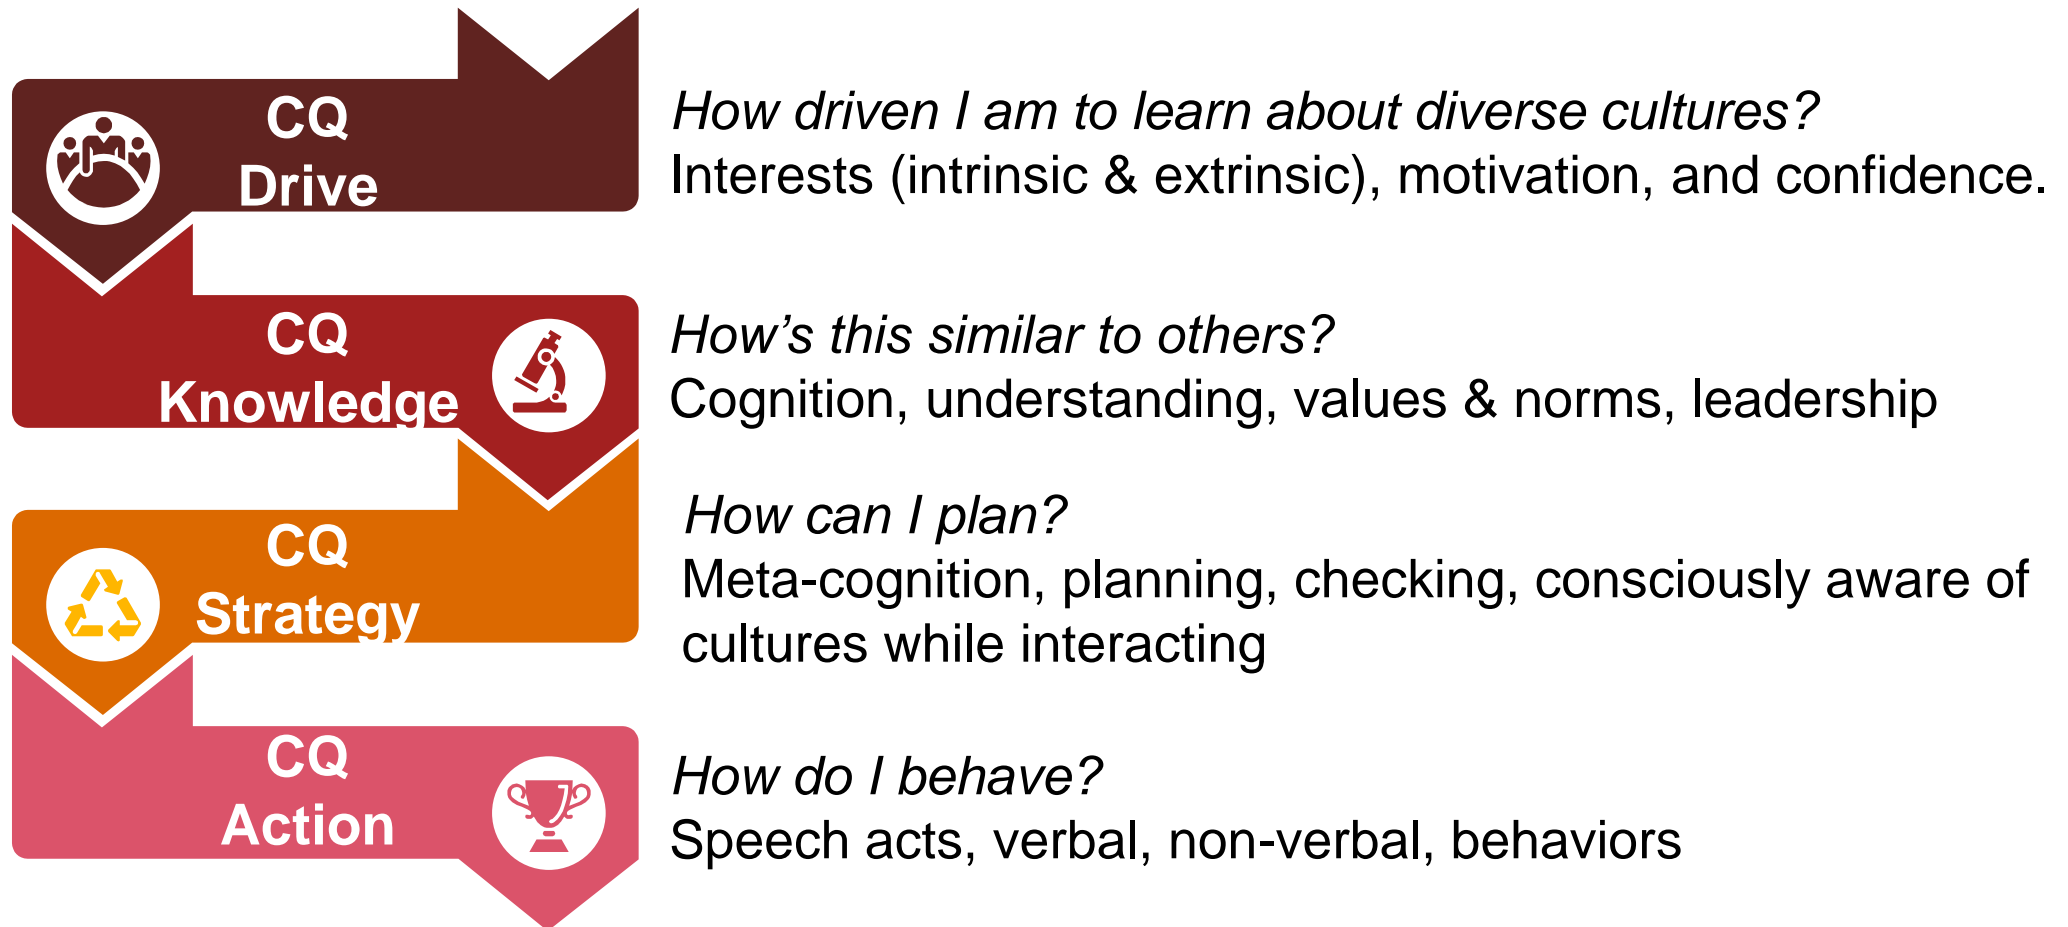 CQ
Drive
How driven I am to learn about diverse cultures?
Interests (intrinsic & extrinsic), motivation, and confidence.
CQ
Knowledge
How’s this similar to others?
Cognition, understanding, values & norms, leadership
CQ
Strategy
How can I plan?
Meta-cognition, planning, checking, consciously aware of
cultures while interacting
CQ
Action
How do I behave?
Speech acts, verbal, non-verbal, behaviors